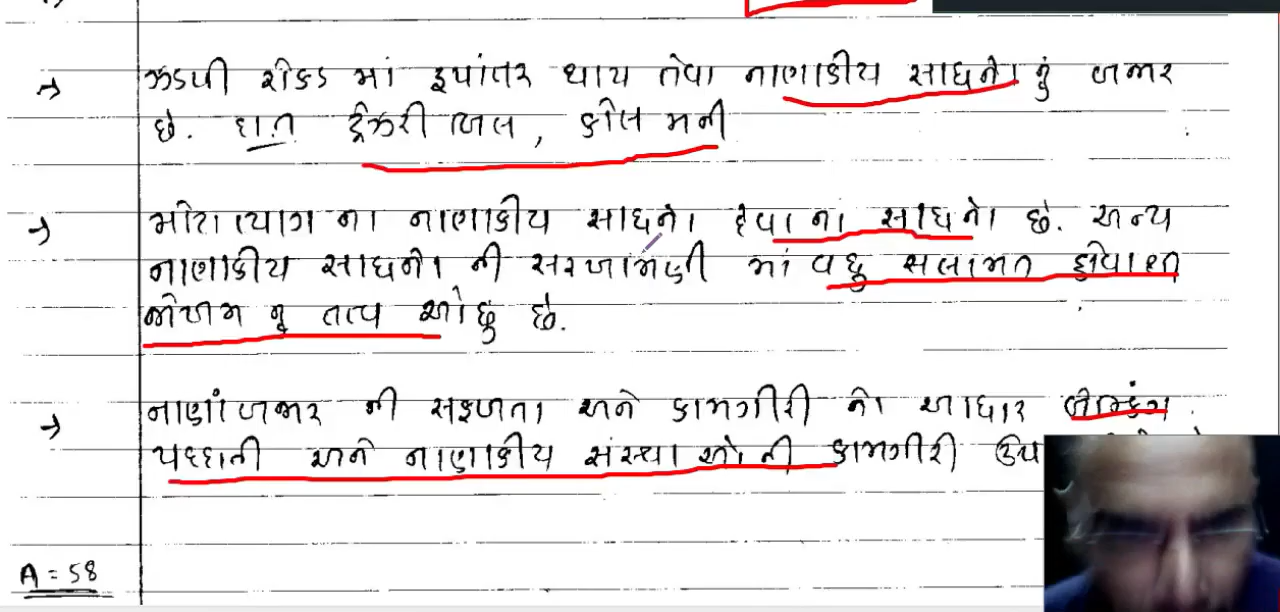 → ઝડપી રોકડ માં રૂપાંતર થાય તેવા નાણાકીય સાધનો નું બજાર
છે. દા.ત ટ્રેઝરી બિલ, કોલ મની
→ મોટા ભાગ ના નાણાકીય સાધનો દેવા ના સાધનો છે. અન્ય
નાણાકીય સાધનો ની સરખામણી માં વધુ સલામત હોવાથી
જોખમ નું તત્વ ઓછું છે.
→ નાણાં બજાર ની સફળતા અને કામગીરી નો આધાર બેન્કિંગ
પદ્ધતી અને નાણાકીય સંસ્થા ઓ ની કામગીરી
A = 58